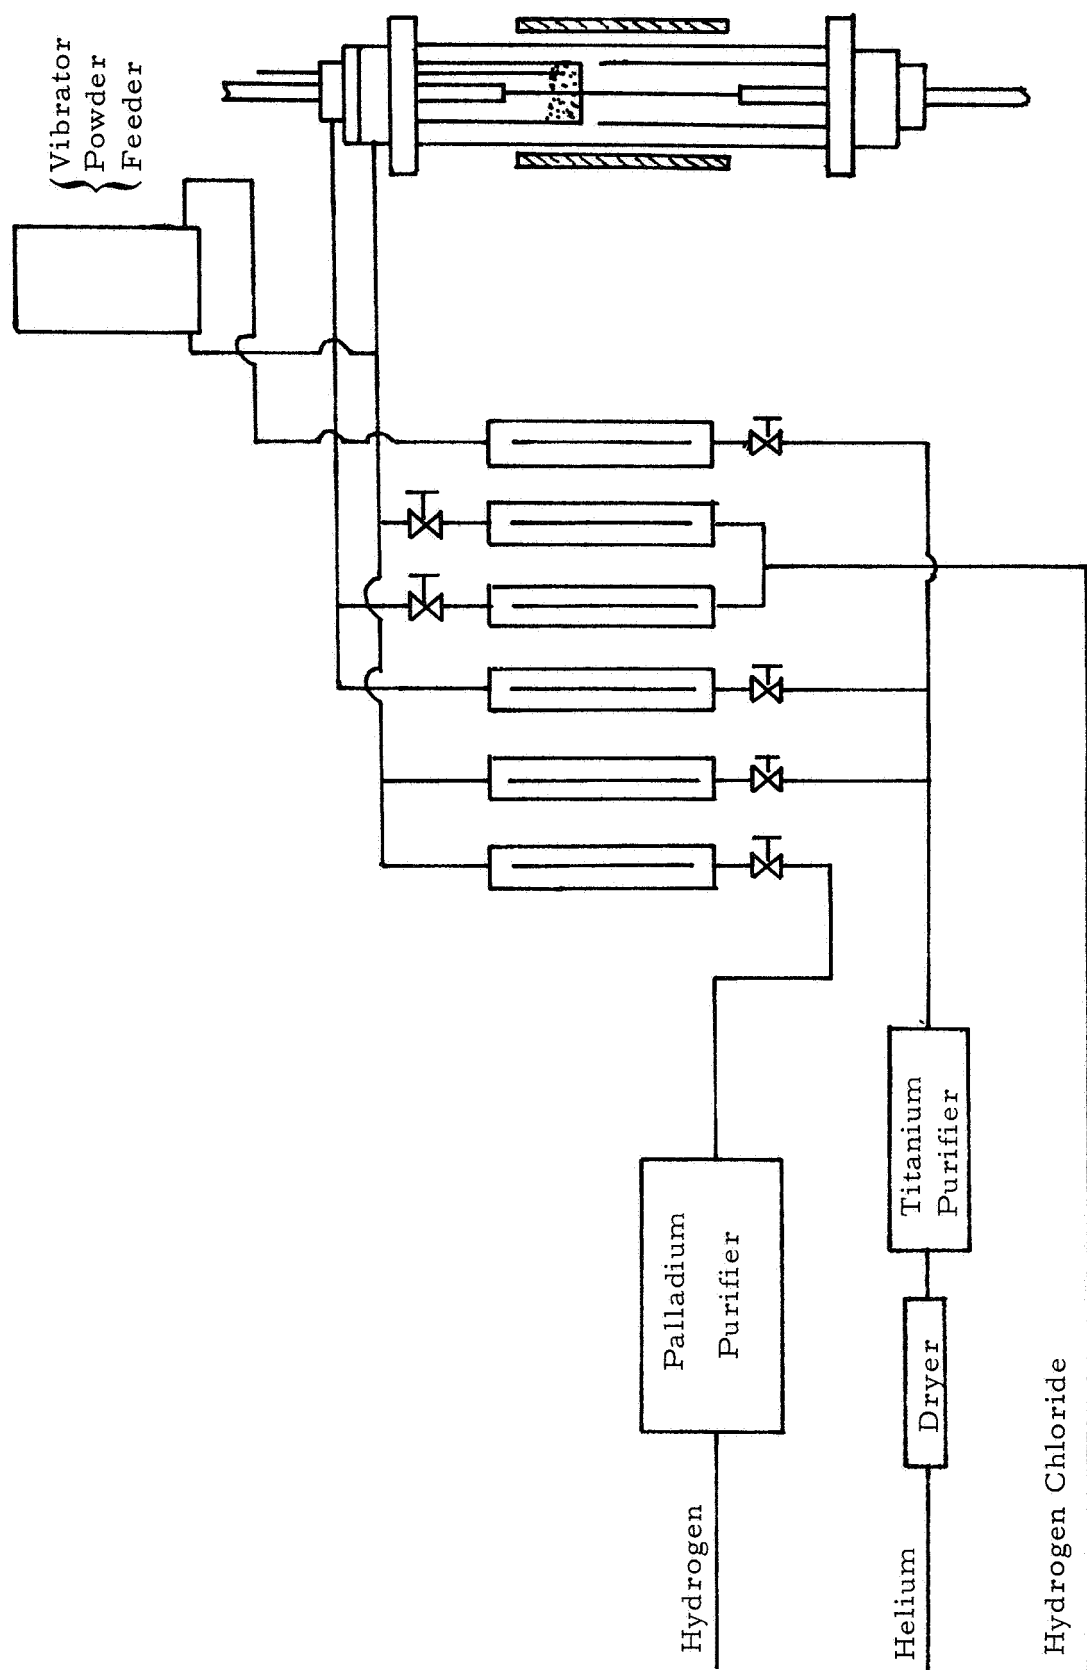 Vibrator
Powder
Feeder
Palladium
Purifier
Titanium
Purifier
Dryer
Hydrogen
Helium
Hydrogen Chloride